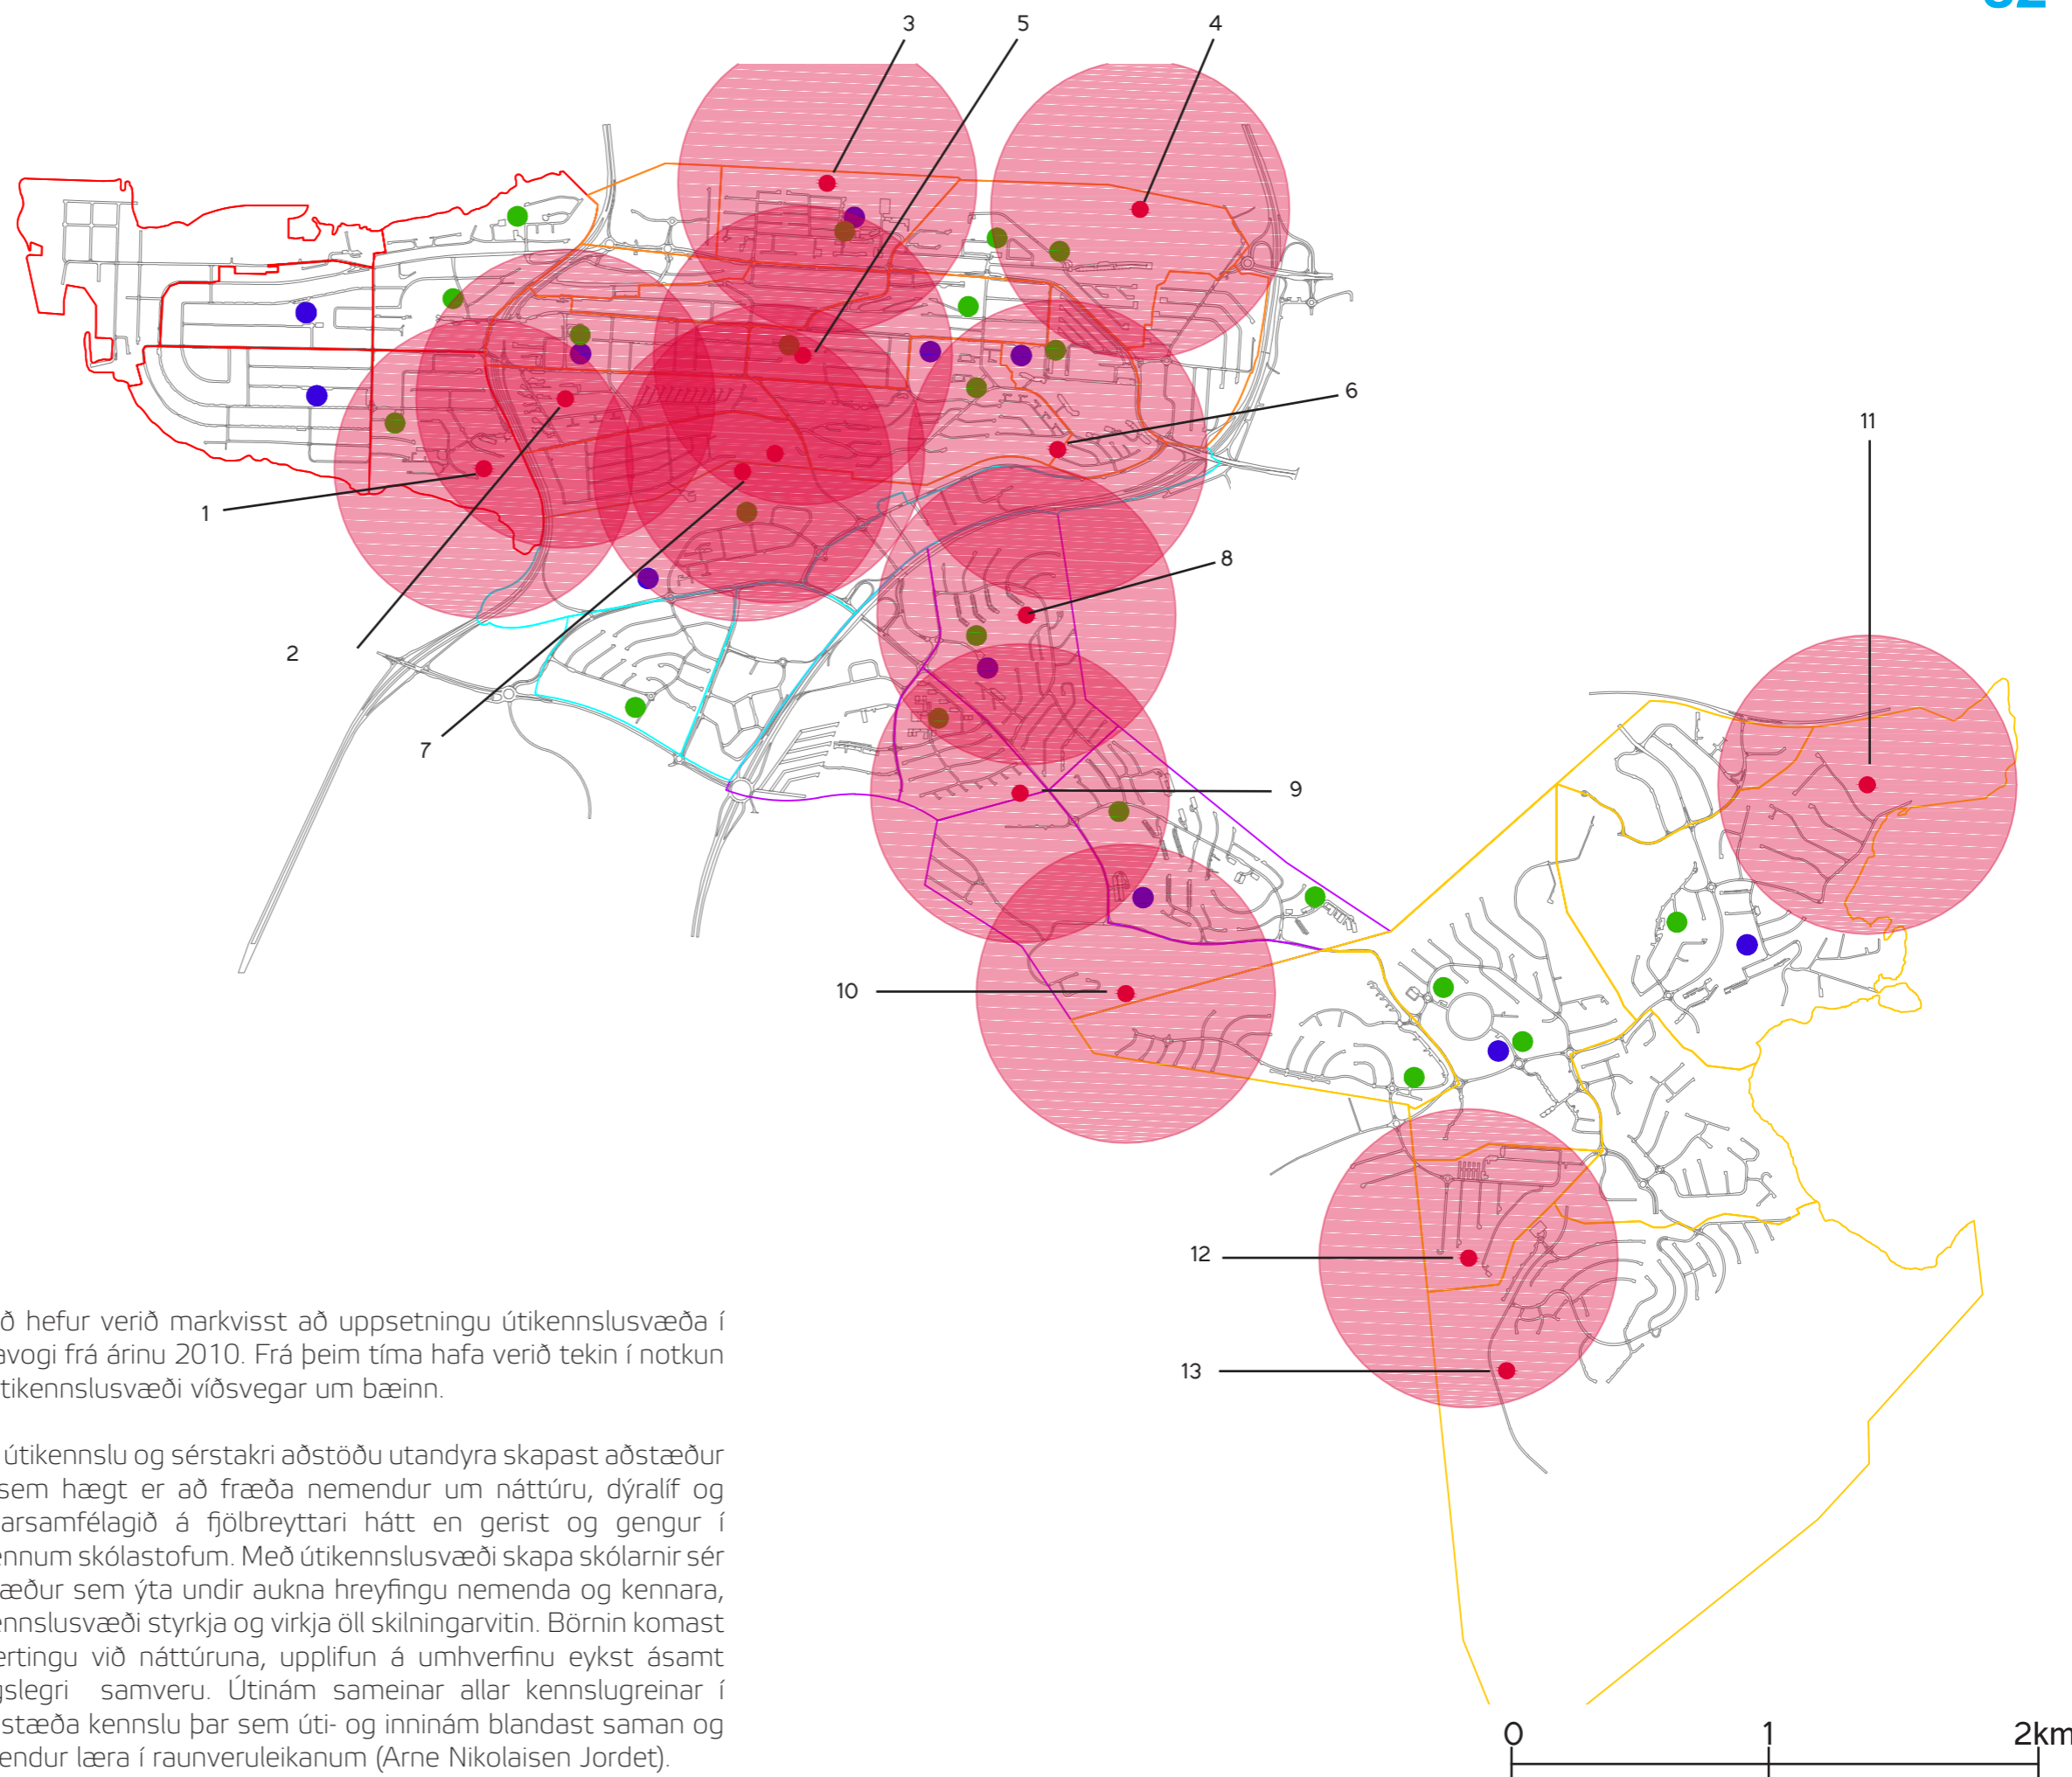 3
5
4
6
11
1
8
2
7
9
10
12
13
ð hefur verið markvisst að uppsetningu útikennslusvæða í
avogi frá árinu 2010. Frá þeim tíma hafa verið tekin í notkun
tikennslusvæði víðsvegar um bæinn.
útikennslu og sérstakri aðstöðu utandyra skapast aðstæður
sem hægt er að fræða nemendur um náttúru, dýralíf og
arsamfélagið á fjölbreyttari hátt en gerist og gengur í
ennum skólastofum. Með útikennslusvæði skapa skólarnir sér
æður sem ýta undir aukna hreyfingu nemenda og kennara,
ennslusvæði styrkja og virkja öll skilningarvitin. Börnin komast
ertingu við náttúruna, upplifun á umhverfinu eykst ásamt
gslegri samveru. Útinám sameinar allar kennslugreinar í
stæða kennslu þar sem úti- og inninám blandast saman og
endur læra í raunveruleikanum (Arne Nikolaisen Jordet).
0 1 2km